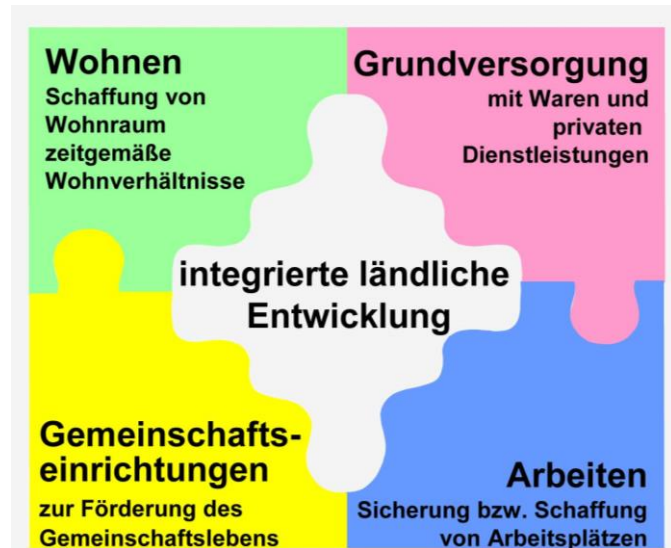 Wohnen
Schaffung von
Wohnraum
zeitgemäße
Wohnverhältnisse
Grundversorgung
mit Waren und
privaten
Dienstleistungen
integrierte ländliche
Entwicklung
Gemeinschafts-
einrichtungen
zur Förderung des
Gemeinschaftslebens
Arbeiten
Sicherung bzw. Schaffung
von Arbeitsplätzen